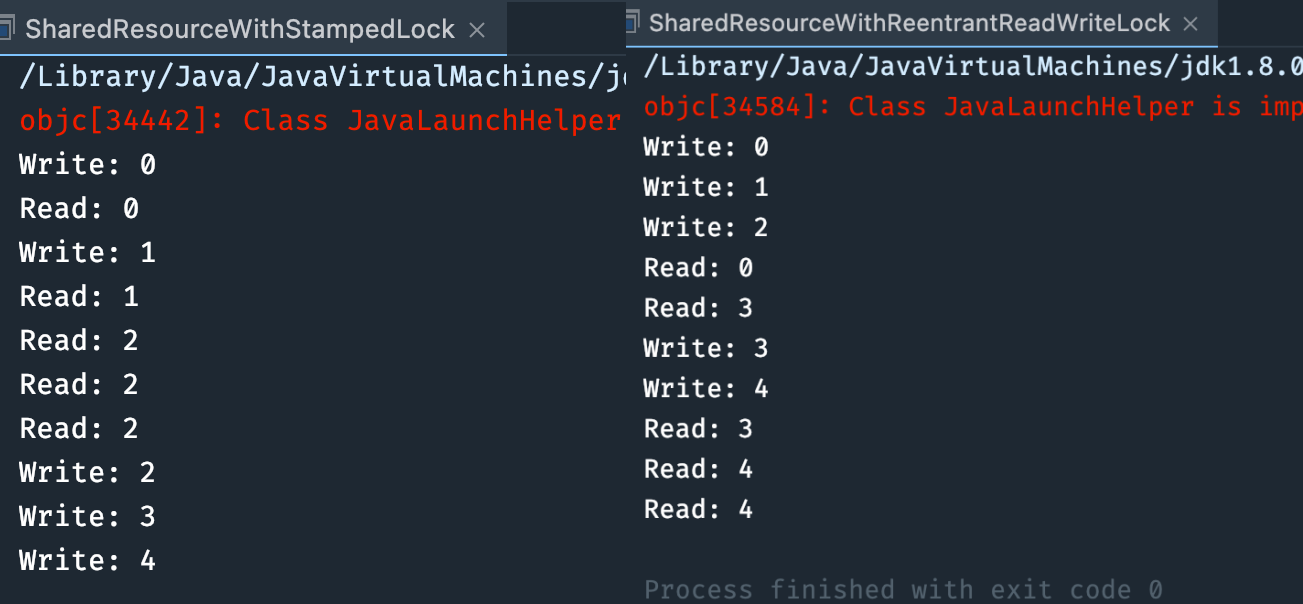 SharedResourceWithStampedLock
/Library/Java/JavaVirtualMachines/
objc[34442]: Class JavaLaunchHelper
Write: 0
Read: 0
Write: 1
Read: 1
Read: 2
Read: 2
Read: 2
Write: 2
Write: 3
Write: 4
SharedResourceWithReentrantReadWriteLock
/Library/Java/JavaVirtualMachines/jdk1.8.0
objc[34584]: Class JavaLaunchHelper is imp
Write: 0
Write: 1
Write: 2
Read: 0
Read: 3
Write: 3
Write: 4
Read: 3
Read: 4
Read: 4
Process finished with exit code 0